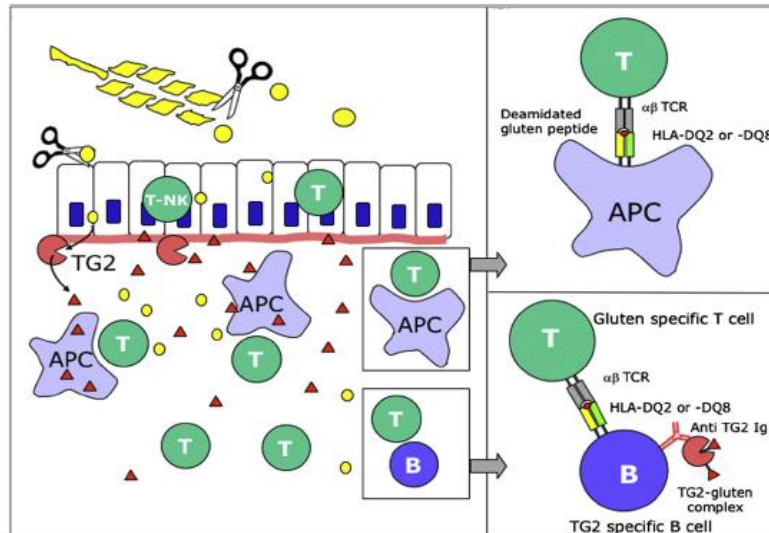 T-NK
T
TG2
APC
T
APC
T
T
T
T
APC
T
B
T
Deamidated
gluten peptide
αβ TCR
HLA-DQ2 or -DQ8
APC
T
Gluten specific T cell
αβ TCR
HLA-DQ2 or -DQ8
Anti TG2 Ig
B
TG2-gluten
complex
TG2 specific B cell